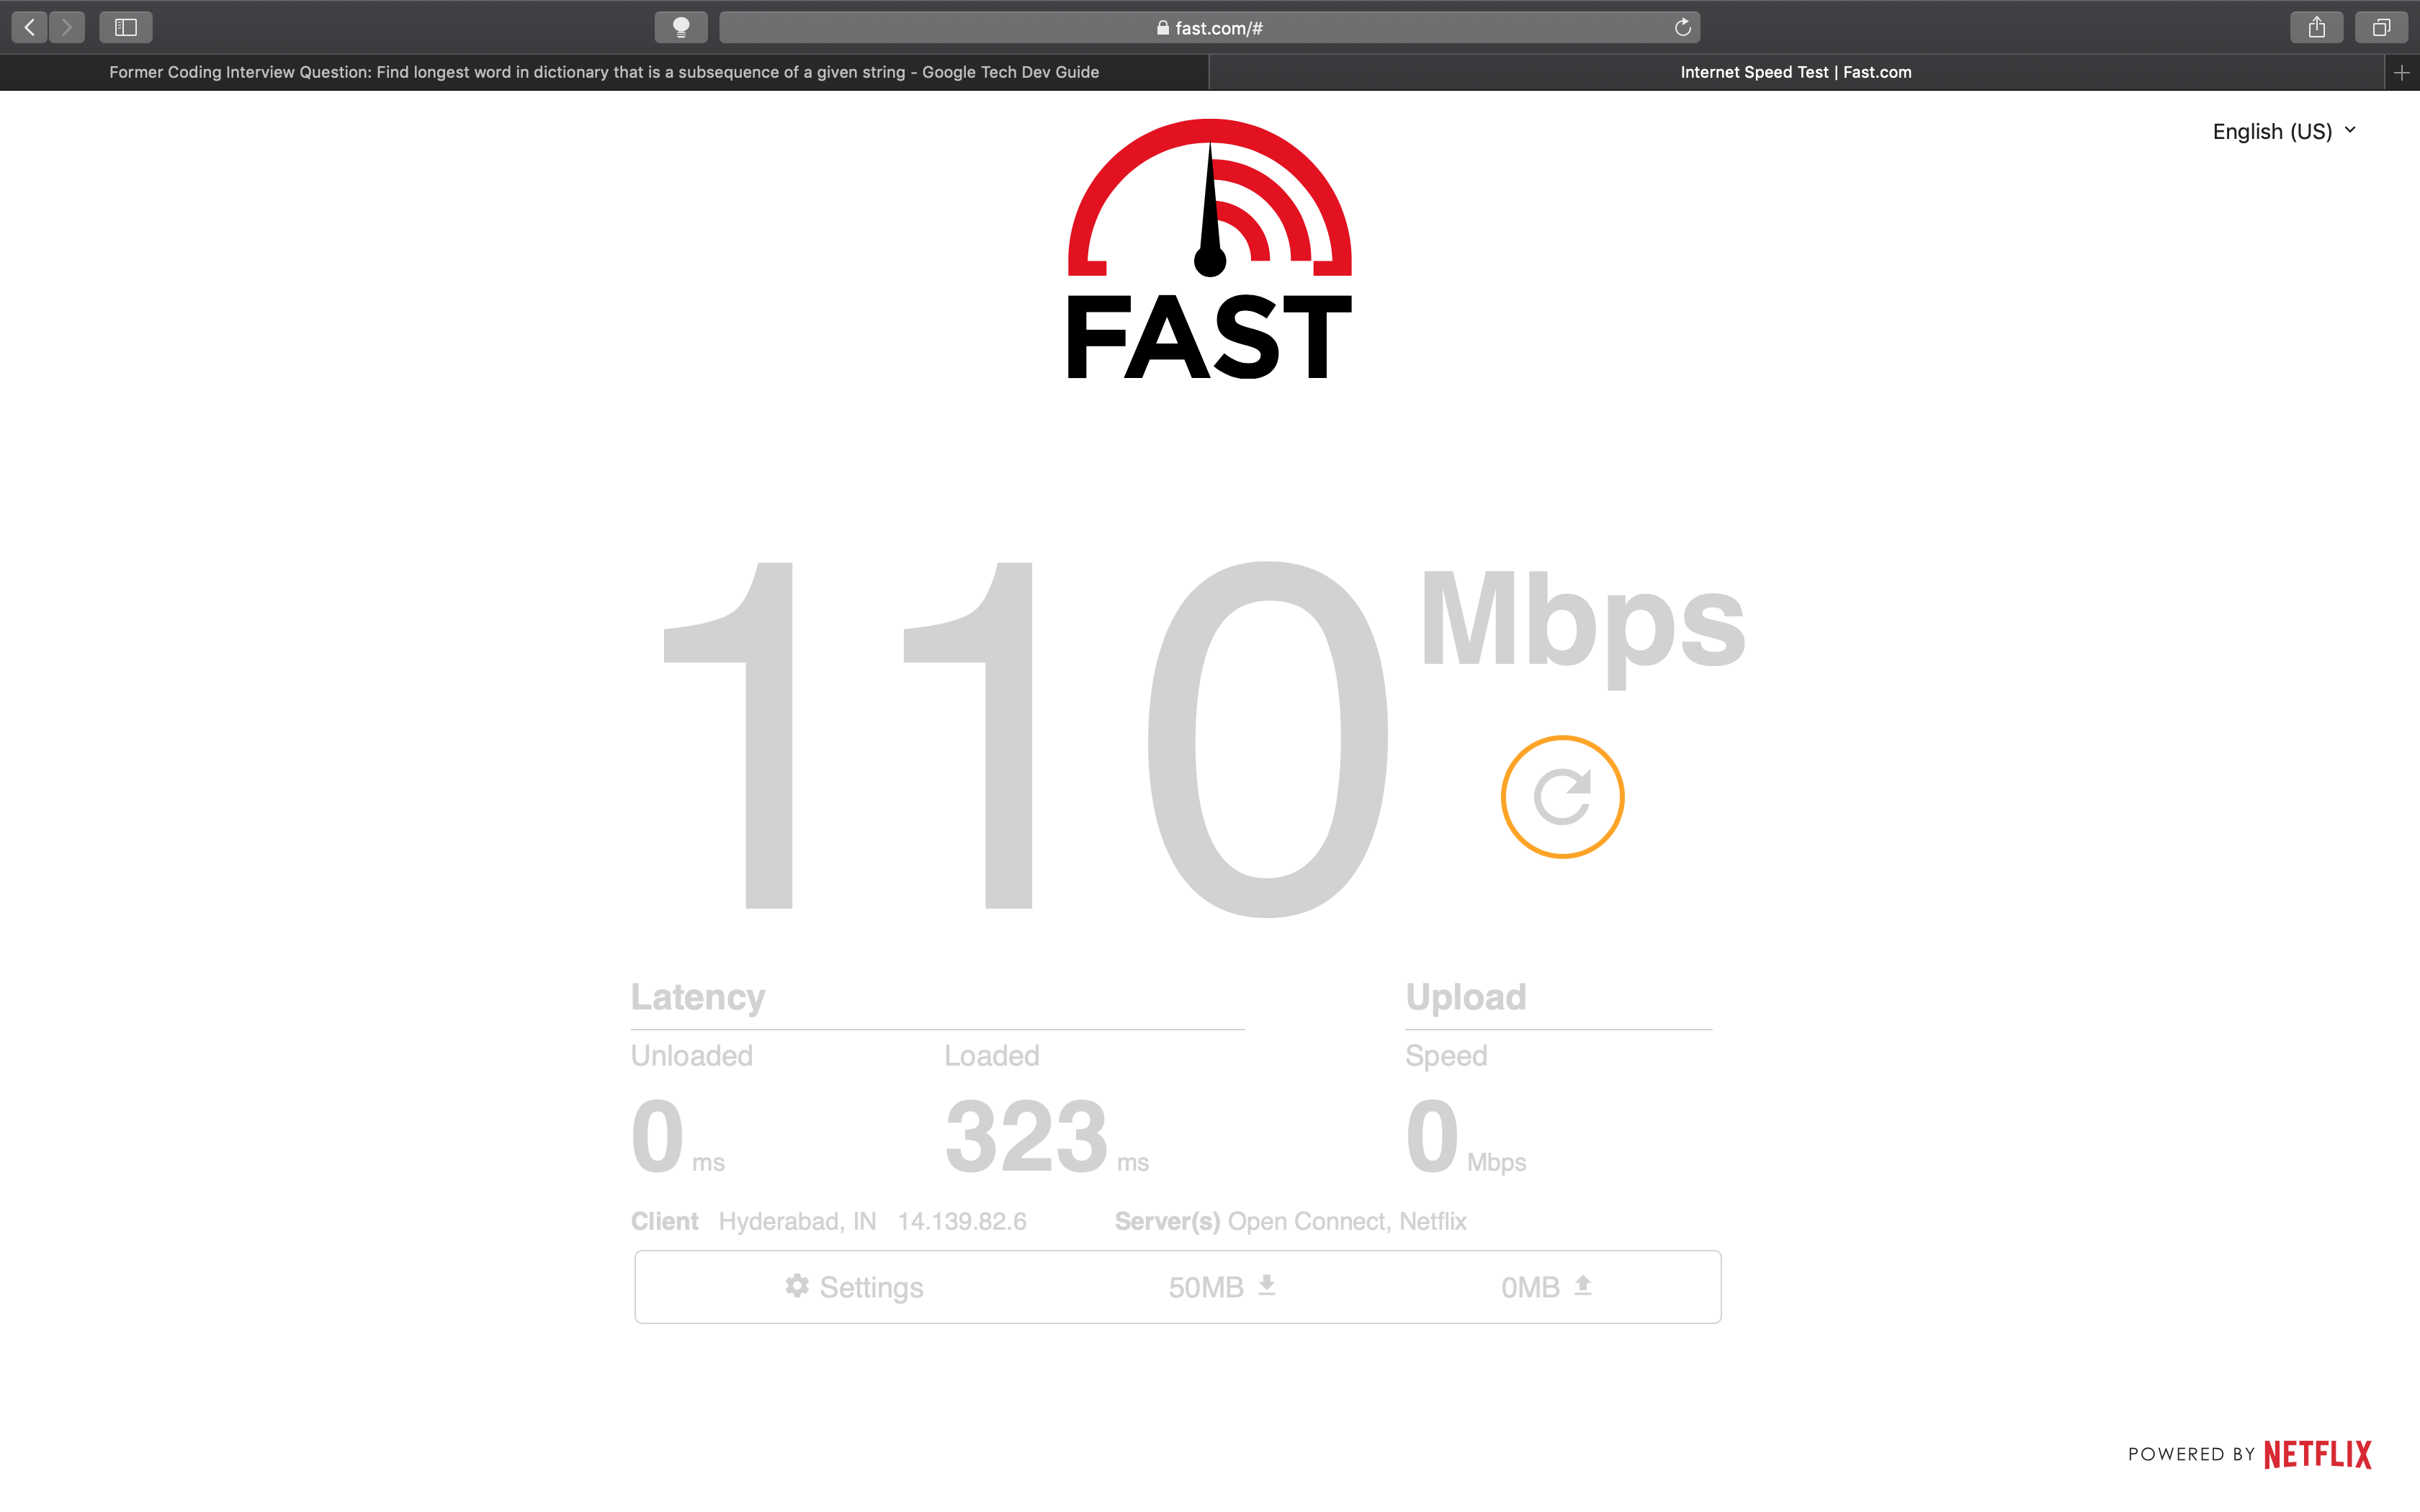 fast.com/#
Former Coding Interview Question: Find longest word in dictionary that is a subsequence of a given string - Google Tech Dev Guide
Internet Speed Test | Fast.com
English (US)
FAST
110 Mbps
Latency
Upload
Unloaded
Loaded
Speed
0 ms
323 ms
0 Mbps
Client Hyderabad, IN 14.139.82.6
Server(s) Open Connect, Netflix
Settings
50MB
0MB
POWERED BY NETFLIX